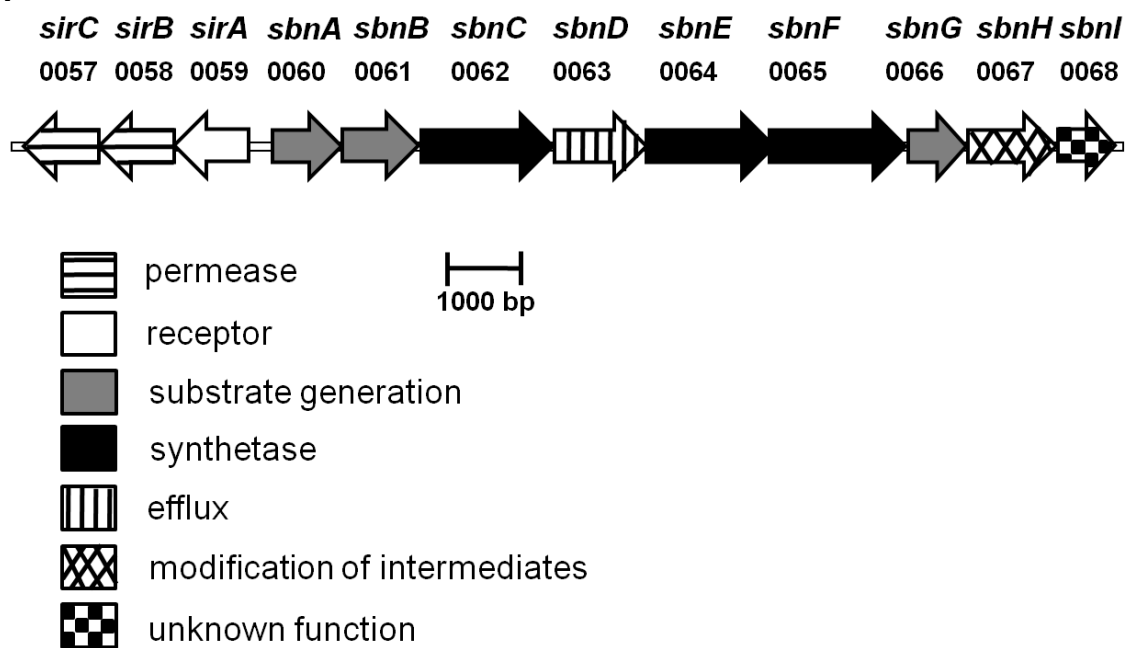 sirC sirB sirA sbnA sbnB sbnC sbnD sbnE sbnF sbnG sbnH sbnI
0057 0058 0059 0060 0061 0062 0063 0064 0065 0066 0067 0068
permease
1000 bp
receptor
substrate generation
synthetase
efflux
modification of intermediates
unknown function